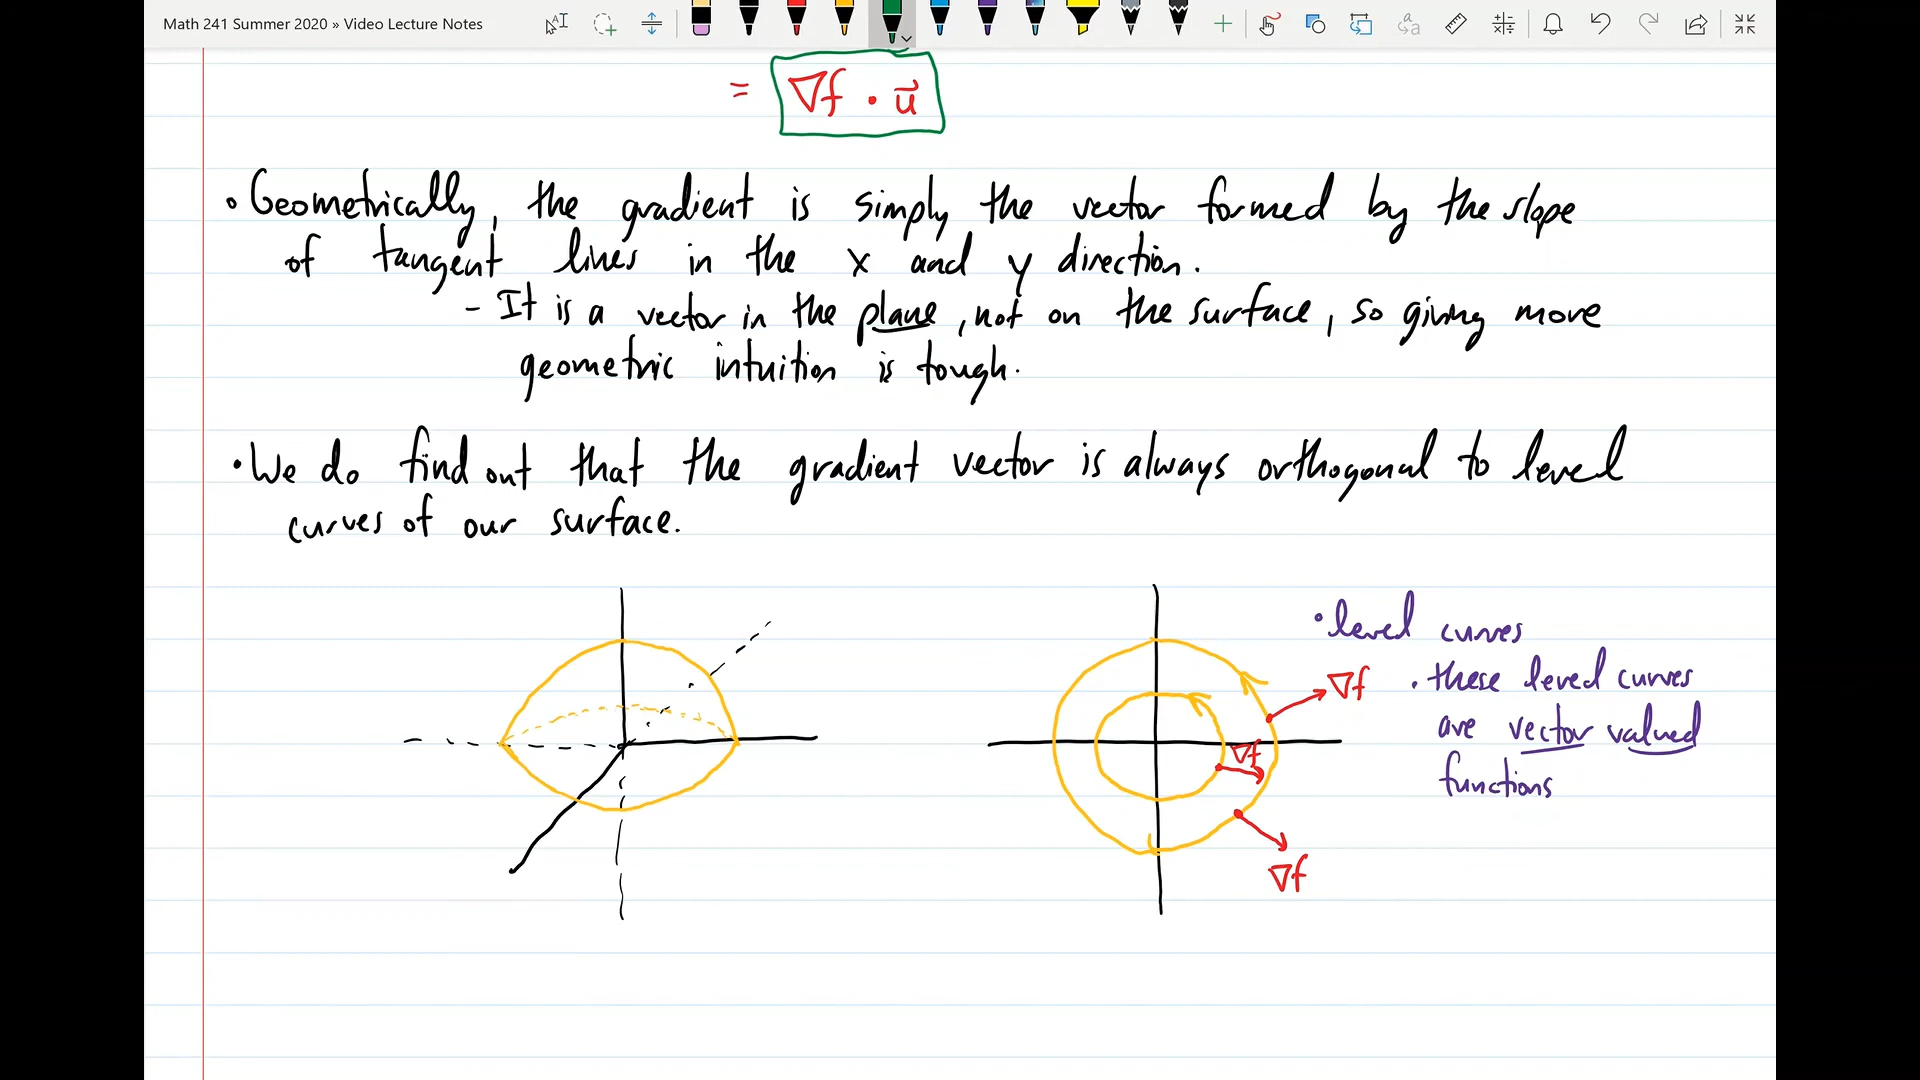 Math 241 Summer 2020 » Video Lecture Notes
= ∇f · u⃗
• Geometrically, the gradient is simply the vector formed by the slope
of tangent lines in the x and y direction.
- It is a vector in the plane, not on the surface, so giving more
geometric intuition is tough.
• We do find out that the gradient vector is always orthogonal to level
curves of our surface.
• level curves
• these level curves
are vector valued
functions
∇f
∇f
∇f